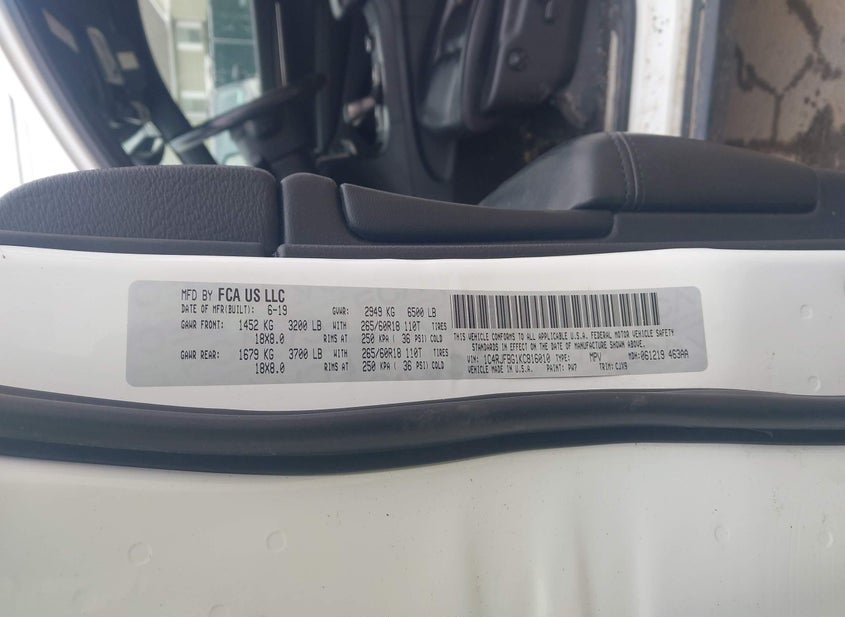 MFD BY FCA US LLC
DATE OF MFR(BUILT): 6-19 GVWR: 2949 KG 6500 LB
GAWR FRONT: 1452 KG 3200 LB WITH 265/60R18 110T TIRES
18X8.0 RIMS AT 250 KPA ( 36 PSI) COLD
GAWR REAR: 1679 KG 3700 LB WITH 265/60R18 110T TIRES
18X8.0 RIMS AT 250 KPA ( 36 PSI) COLD
THIS VEHICLE CONFORMS TO ALL APPLICABLE U.S.A. FEDERAL MOTOR VEHICLE SAFETY
STANDARDS IN EFFECT ON THE DATE OF MANUFACTURE SHOWN ABOVE.
VIN: 1C4RJFBG1KC816010 TYPE: MPV MDH: 061219 463AA
VEHICLE MADE IN U.S.A. PAINT: PW7 TRIM: CJX9